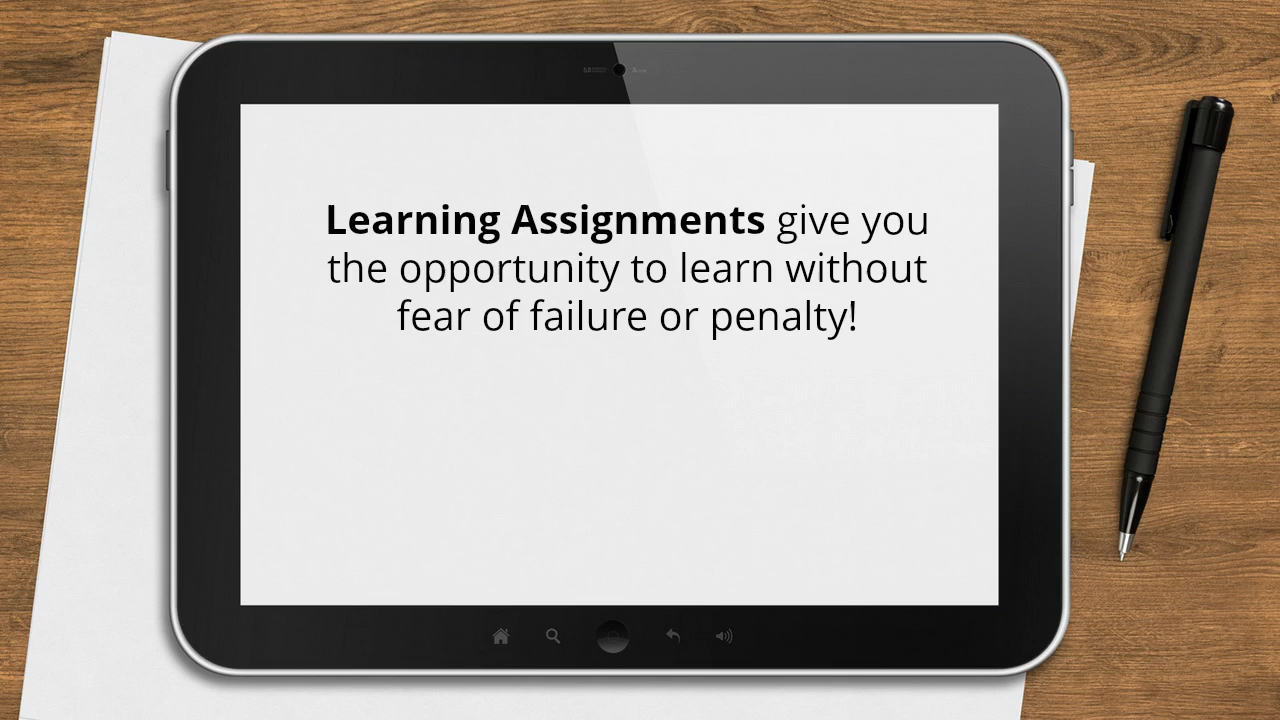 Learning Assignments give you
the opportunity to learn without
fear of failure or penalty!